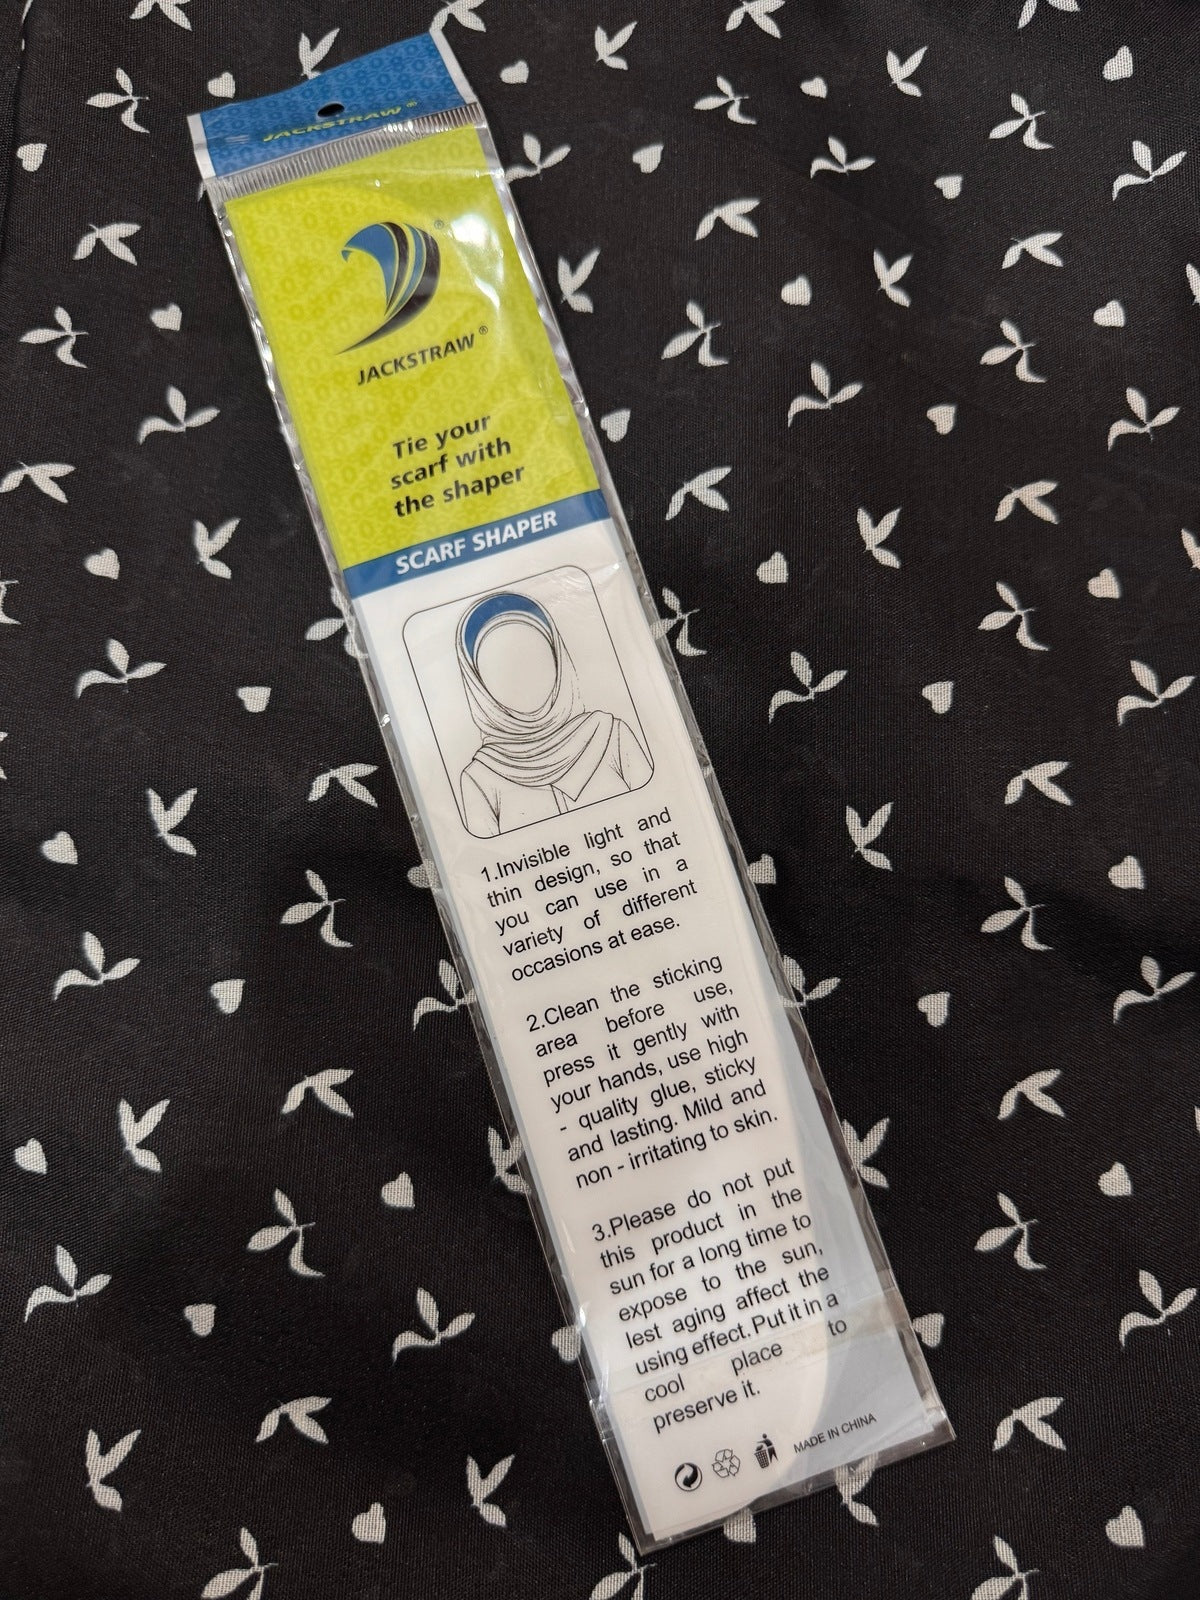 JACKSTRAW ®
®
JACKSTRAW ®
Tie your
scarf with
the shaper
SCARF SHAPER
1.Invisible light and
thin design, so that
you can use in a
variety of different
occasions at ease.
2.Clean the sticking
area before use,
press it gently with
your hands, use high
- quality glue, sticky
and lasting. Mild and
non - irritating to skin.
3.Please do not put
this product in the
sun for a long time to
expose to the sun,
lest aging affect the
using effect. Put it in a
cool place to
preserve it.
MADE IN CHINA